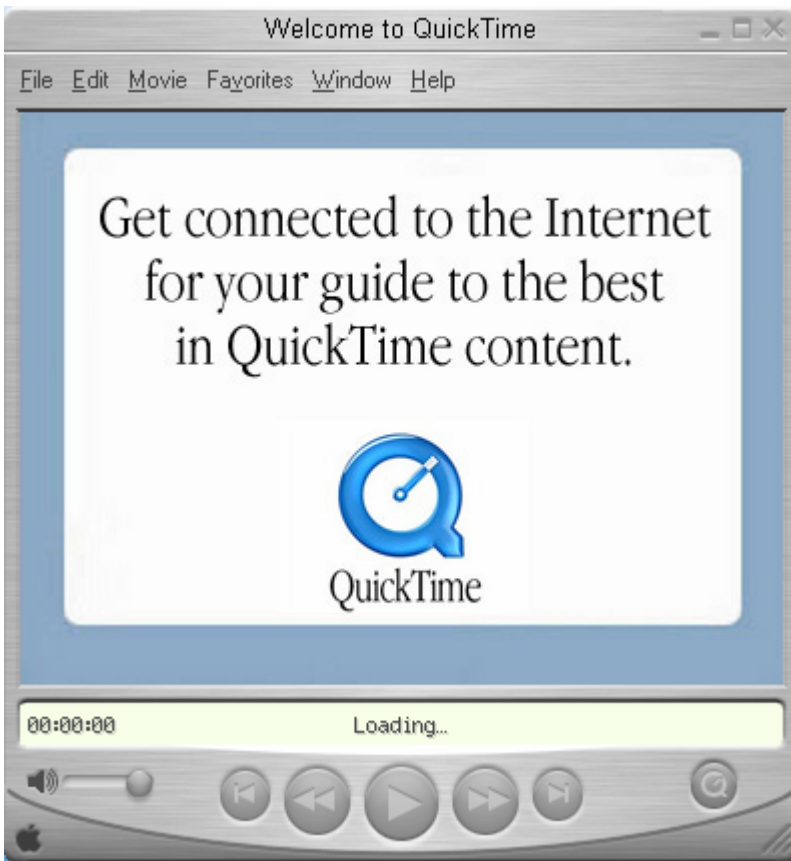 Welcome to QuickTime
File Edit Movie Favorites Window Help
Get connected to the Internet
for your guide to the best
in QuickTime content.
QuickTime
00:00:00 Loading...